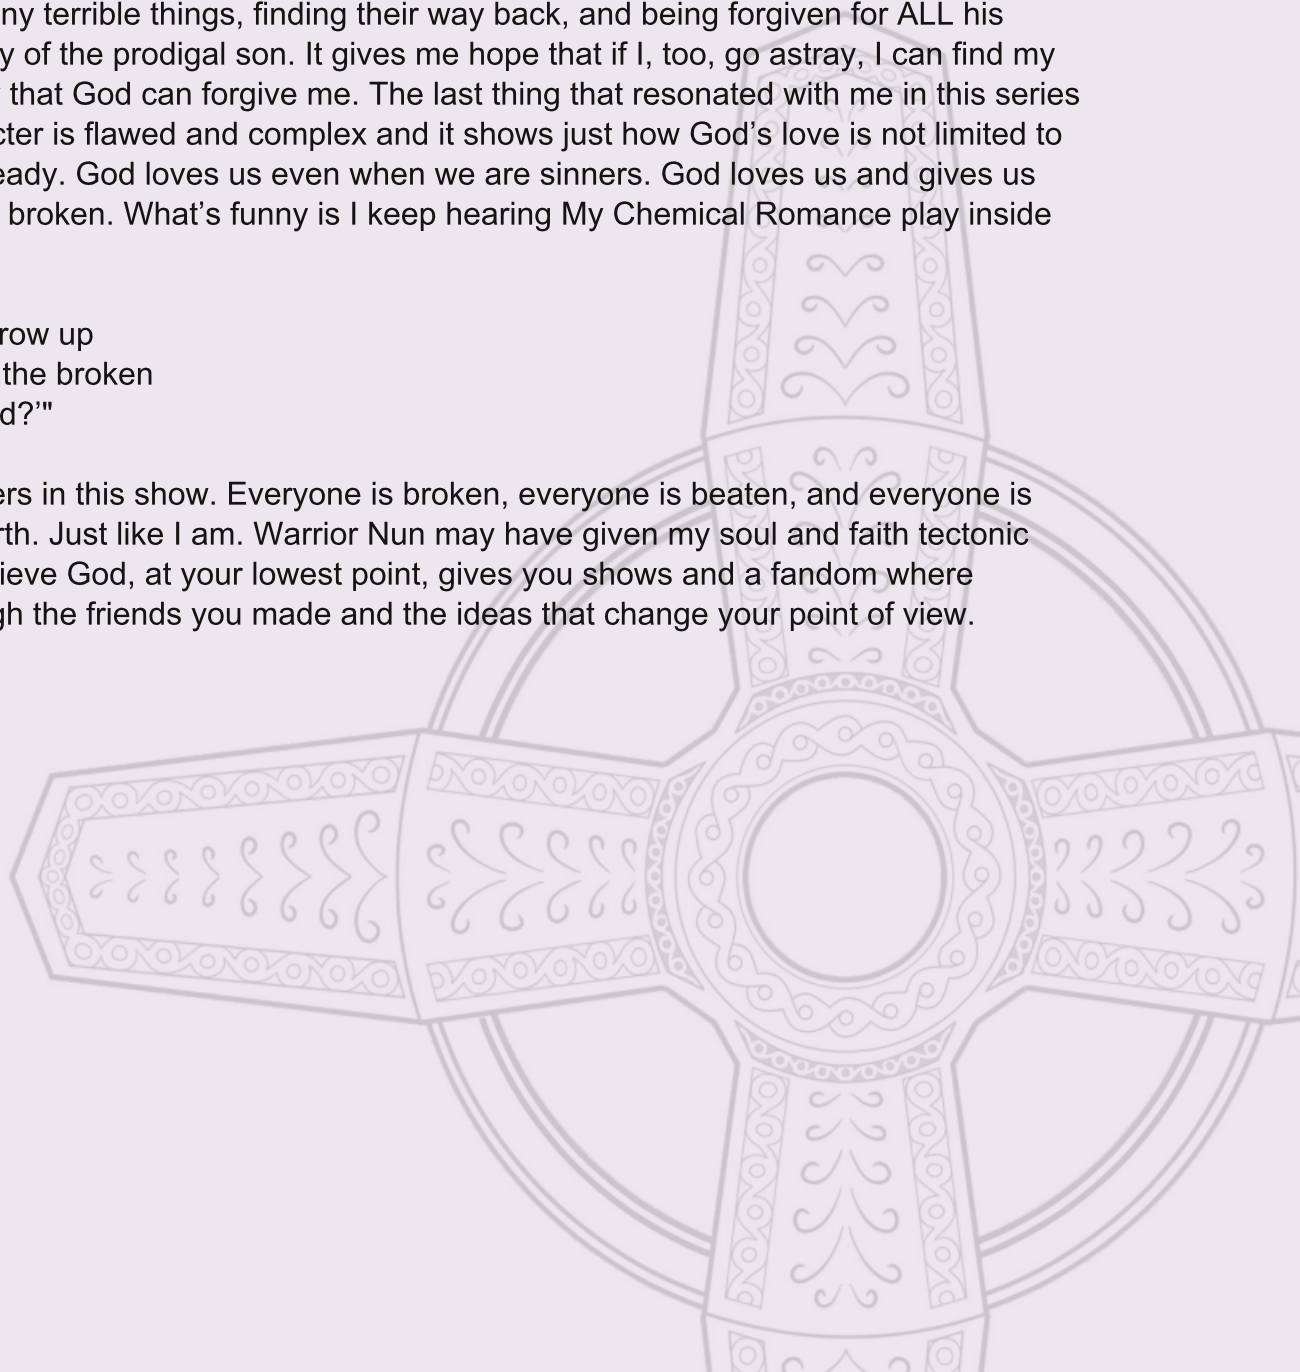 ny terrible things, finding their way back, and being forgiven for ALL his
y of the prodigal son. It gives me hope that if I, too, go astray, I can find my
that God can forgive me. The last thing that resonated with me in this series
cter is flawed and complex and it shows just how God’s love is not limited to
eady. God loves us even when we are sinners. God loves us and gives us
broken. What’s funny is I keep hearing My Chemical Romance play inside
row up
the broken
d?’"
ers in this show. Everyone is broken, everyone is beaten, and everyone is
rth. Just like I am. Warrior Nun may have given my soul and faith tectonic
lieve God, at your lowest point, gives you shows and a fandom where
gh the friends you made and the ideas that change your point of view.